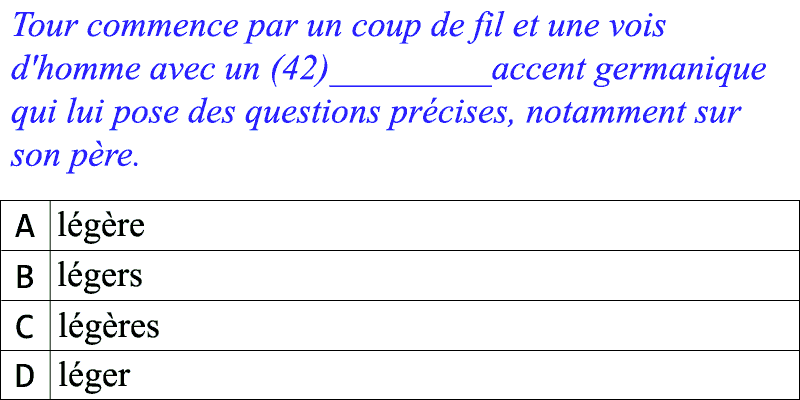 Tour commence par un coup de fil et une vois
d'homme avec un (42)_________accent germanique
qui lui pose des questions précises, notamment sur
son père.
A légère
B légers
C légères
D léger